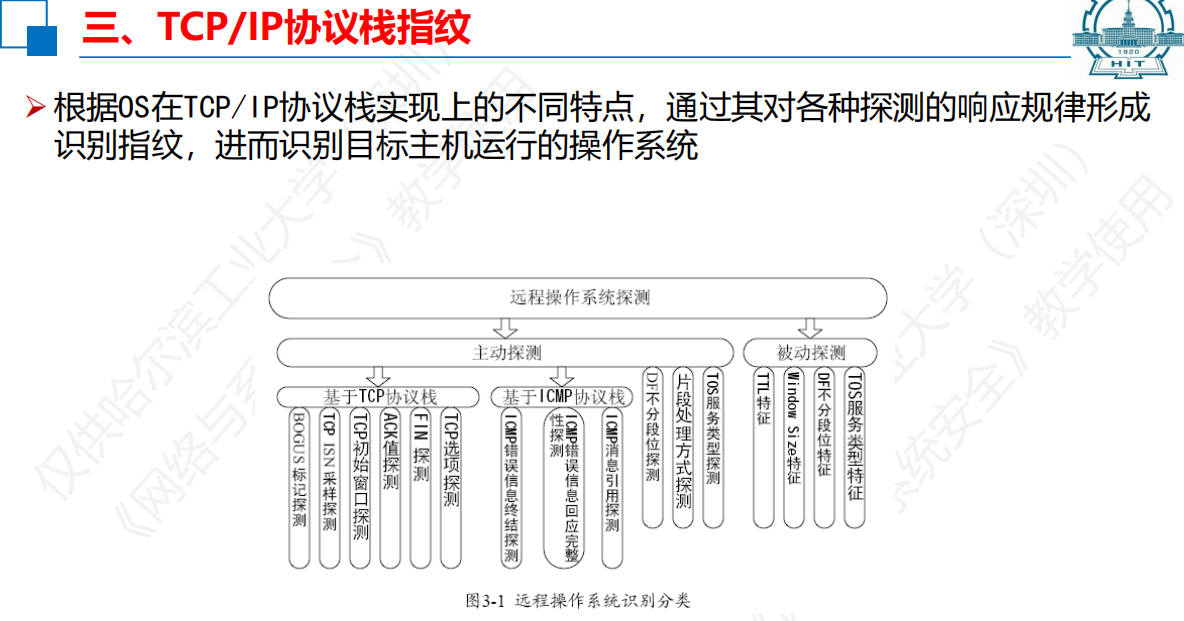 三、TCP/IP协议栈指纹
1920
HIT
根据OS在TCP/IP协议栈实现上的不同特点，通过其对各种探测的响应规律形成
识别指纹，进而识别目标主机运行的操作系统
远程操作系统探测
主动探测
被动探测
基于TCP协议栈
基于ICMP协议栈
BOGUS标记探测
TCP ISN采样探测
TCP初始窗口探测
ACK值探测
FIN探测
TCP选项探测
ICMP错误信息终结探测
ICMP错误信息回应完整
性探测
ICMP消息引用探测
DF不分段位探测
片段处理方式探测
TOS服务类型探测
TTL特征
Window Size特征
DF不分段位特征
TOS服务类型特征
图3-1 远程操作系统识别分类
仅供哈尔滨工业大学（深圳）
《网络与系统安全》教学使用